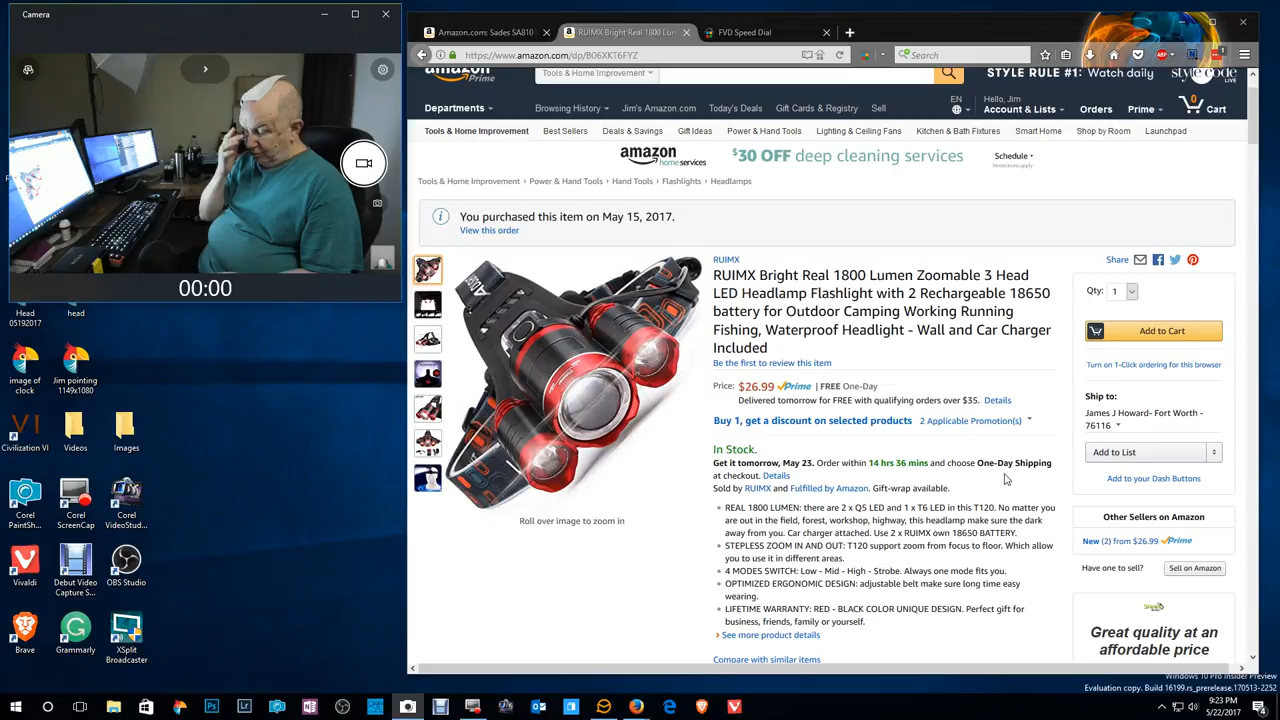 Camera
00:00
Head
05192017
head
image of
clock
Jim pointing
1149x1080
Civilization VI
Videos
Images
Corel
PaintSh...
Corel
ScreenCap
Corel
VideoStud...
Vivaldi
Debut Video
Capture S...
OBS Studio
Brave
Grammarly
XSplit
Broadcaster
Amazon.com: Sades SA810
RUIMX Bright Real 1800 Lum
FVD Speed Dial
https://www.amazon.com/dp/B06XKT6FYZ
Search
amazon
Prime
Tools & Home Improvement
STYLE RULE #1: Watch daily
style code
LIVE
Departments
Browsing History
Jim's Amazon.com
Today's Deals
Gift Cards & Registry
Sell
EN
Hello, Jim
Account & Lists
Orders
Prime
0
Cart
Tools & Home Improvement
Best Sellers
Deals & Savings
Gift Ideas
Power & Hand Tools
Lighting & Ceiling Fans
Kitchen & Bath Fixtures
Smart Home
Shop by Room
Launchpad
amazon
home services
$30 OFF deep cleaning services
Schedule
Tools & Home Improvement › Power & Hand Tools › Hand Tools › Flashlights › Headlamps
You purchased this item on May 15, 2017.
View this order
Share
RUIMX
RUIMX Bright Real 1800 Lumen Zoomable 3 Head
LED Headlamp Flashlight with 2 Rechargeable 18650
battery for Outdoor Camping Working Running
Fishing, Waterproof Headlight - Wall and Car Charger
Included
Be the first to review this item
Price: $26.99 Prime | FREE One-Day
Delivered tomorrow for FREE with qualifying orders over $35. Details
Buy 1, get a discount on selected products 2 Applicable Promotion(s)
In Stock.
Get it tomorrow, May 23. Order within 14 hrs 36 mins and choose One-Day Shipping
at checkout. Details
Sold by RUIMX and Fulfilled by Amazon. Gift-wrap available.
REAL 1800 LUMEN: there are 2 x Q5 LED and 1 x T6 LED in this T120. No matter you
are out in the field, forest, workshop, highway, this headlamp make sure the dark
away from you. Car charger attached. Use 2 x RUIMX own 18650 BATTERY.
STEPLESS ZOOM IN AND OUT: T120 support zoom from focus to floor. Which allow
you to use it in different areas.
4 MODES SWITCH: Low - Mid - High - Strobe. Always one mode fits you.
OPTIMIZED ERGONOMIC DESIGN: adjustable belt make sure long time easy
wearing.
LIFETIME WARRANTY: RED - BLACK COLOR UNIQUE DESIGN. Perfect gift for
business, friends, family or yourself.
› See more product details
Compare with similar items
Roll over image to zoom in
Qty: 1
Add to Cart
Turn on 1-Click ordering for this browser
Ship to:
James J Howard- Fort Worth -
76116
Add to List
Add to your Dash Buttons
Other Sellers on Amazon
New (2) from $26.99 Prime
Have one to sell?
Sell on Amazon
Great quality at an
affordable price
Windows 10 Pro Insider Preview
Evaluation copy. Build 16199.rs_prerelease.170513-2252
9:23 PM
5/22/2017
4